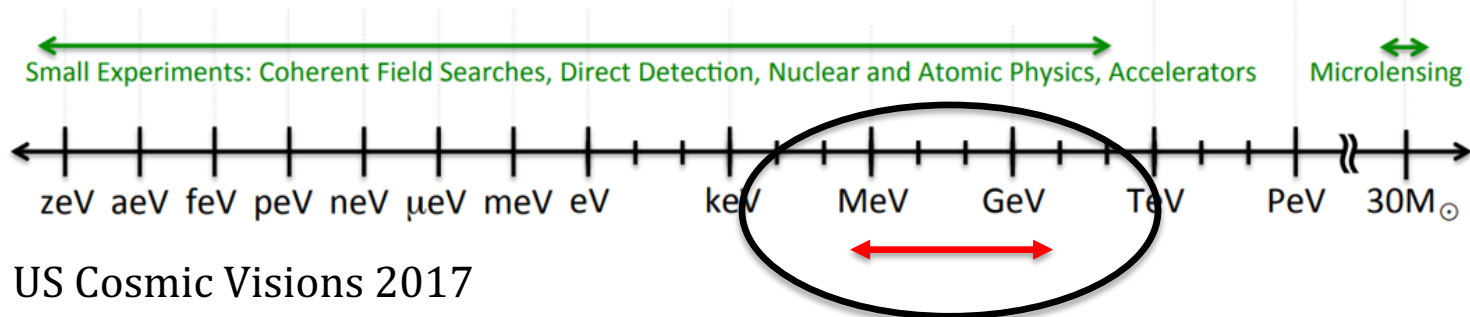 Small Experiments: Coherent Field Searches, Direct Detection, Nuclear and Atomic Physics, Accelerators Microlensing
zeV aeV feV peV neV μeV meV eV keV MeV GeV TeV PeV 30M☉
US Cosmic Visions 2017